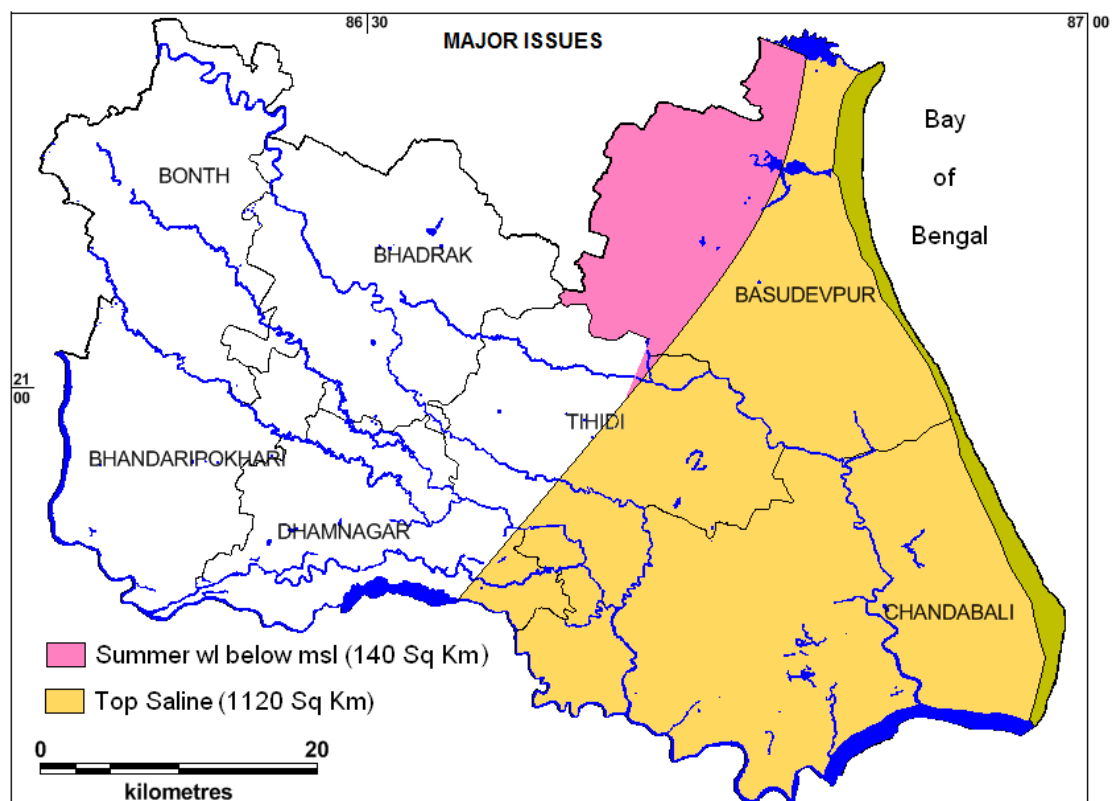 86 30
87 00
MAJOR ISSUES
Bay
of
Bengal
BONTH
BHADRAK
BASUDEVPUR
21
00
TIHIDI
BHANDARIPOKHARI
DHAMNAGAR
CHANDABALI
Summer wl below msl (140 Sq Km)
Top Saline (1120 Sq Km)
0 20
kilometres